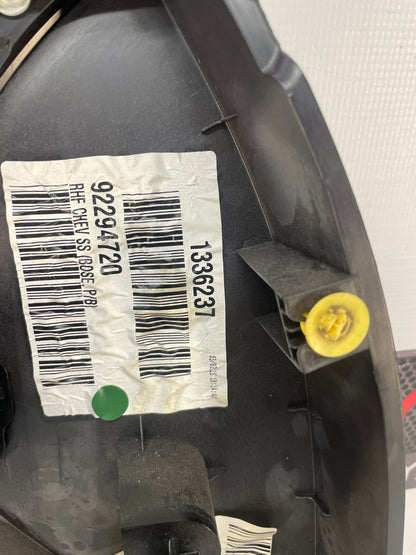 1336237
92294720
RHF CHEV SS (BOSE, P/B)